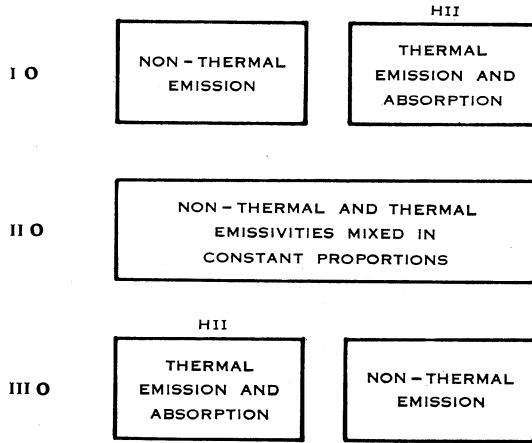 HII
I O
NON-THERMAL
EMISSION
THERMAL
EMISSION AND
ABSORPTION
II O
NON-THERMAL AND THERMAL
EMISSIVITIES MIXED IN
CONSTANT PROPORTIONS
III O
HII
THERMAL
EMISSION AND
ABSORPTION
NON-THERMAL
EMISSION